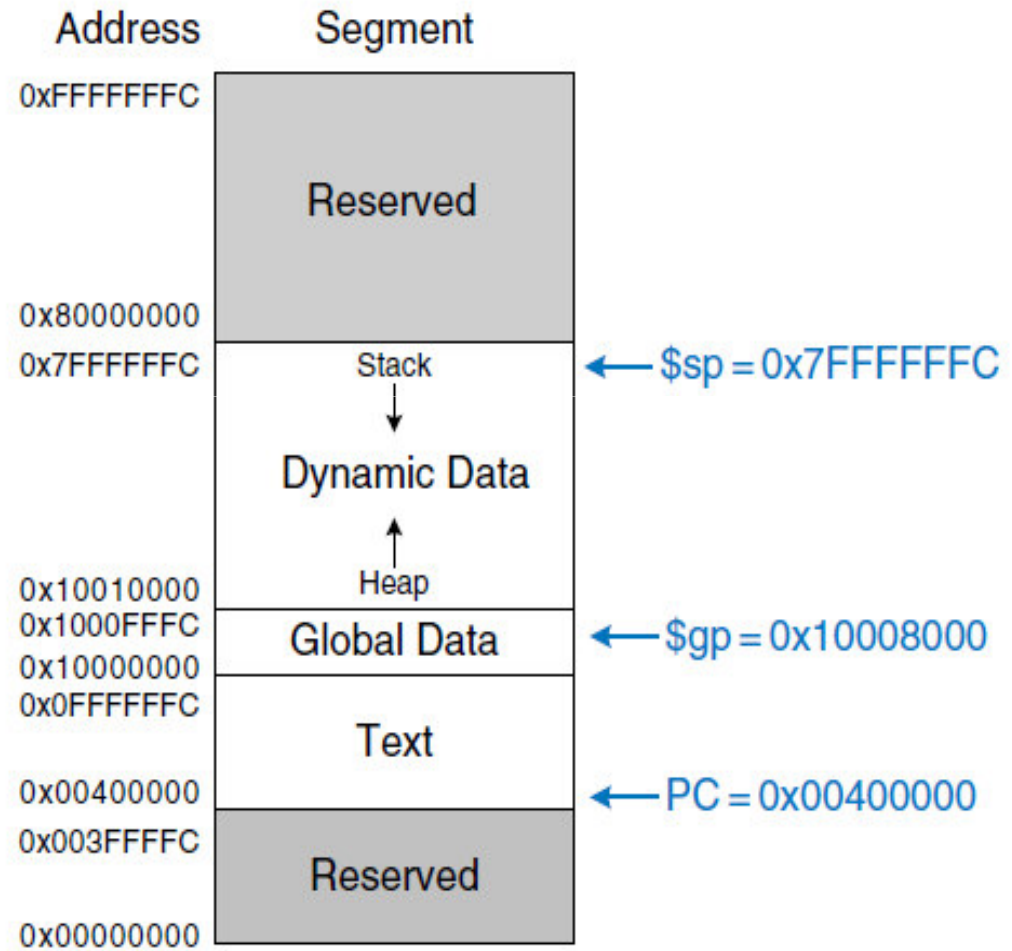 Address Segment
0xFFFFFFFC
Reserved
0x80000000
0x7FFFFFFC Stack $sp = 0x7FFFFFFC
Dynamic Data
0x10010000 Heap
0x1000FFFC
Global Data $gp = 0x10008000
0x10000000
0x0FFFFFFC
Text
0x00400000 PC = 0x00400000
0x003FFFFC
Reserved
0x00000000